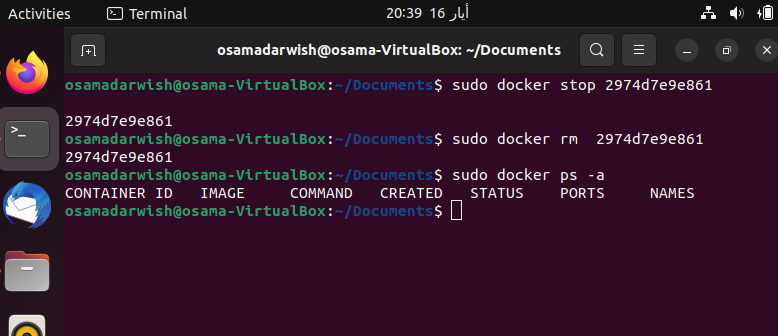 Activities Terminal 20:39 16 أيار
osamadarwish@osama-VirtualBox: ~/Documents
osamadarwish@osama-VirtualBox:~/Documents$ sudo docker stop 2974d7e9e861
2974d7e9e861
osamadarwish@osama-VirtualBox:~/Documents$ sudo docker rm  2974d7e9e861
2974d7e9e861
osamadarwish@osama-VirtualBox:~/Documents$ sudo docker ps -a
CONTAINER ID   IMAGE     COMMAND   CREATED   STATUS    PORTS     NAMES
osamadarwish@osama-VirtualBox:~/Documents$